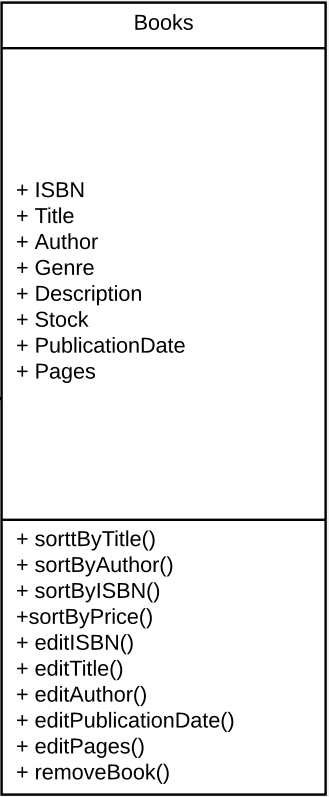 Books
+ ISBN
+ Title
+ Author
+ Genre
+ Description
+ Stock
+ PublicationDate
+ Pages
+ sorttByTitle()
+ sortByAuthor()
+ sortByISBN()
+sortByPrice()
+ editISBN()
+ editTitle()
+ editAuthor()
+ editPublicationDate()
+ editPages()
+ removeBook()